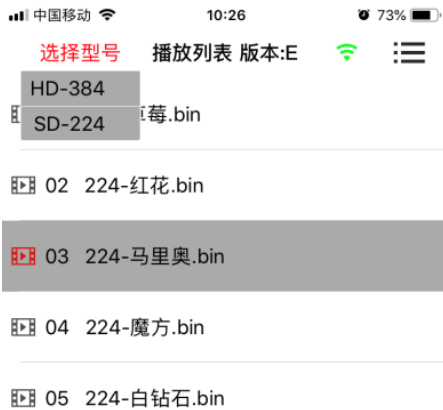 中国移动 10:26 73%
选择型号 播放列表 版本:E
HD-384
莓.bin
SD-224
02 224-红花.bin
03 224-马里奥.bin
04 224-魔方.bin
05 224-白钻石.bin